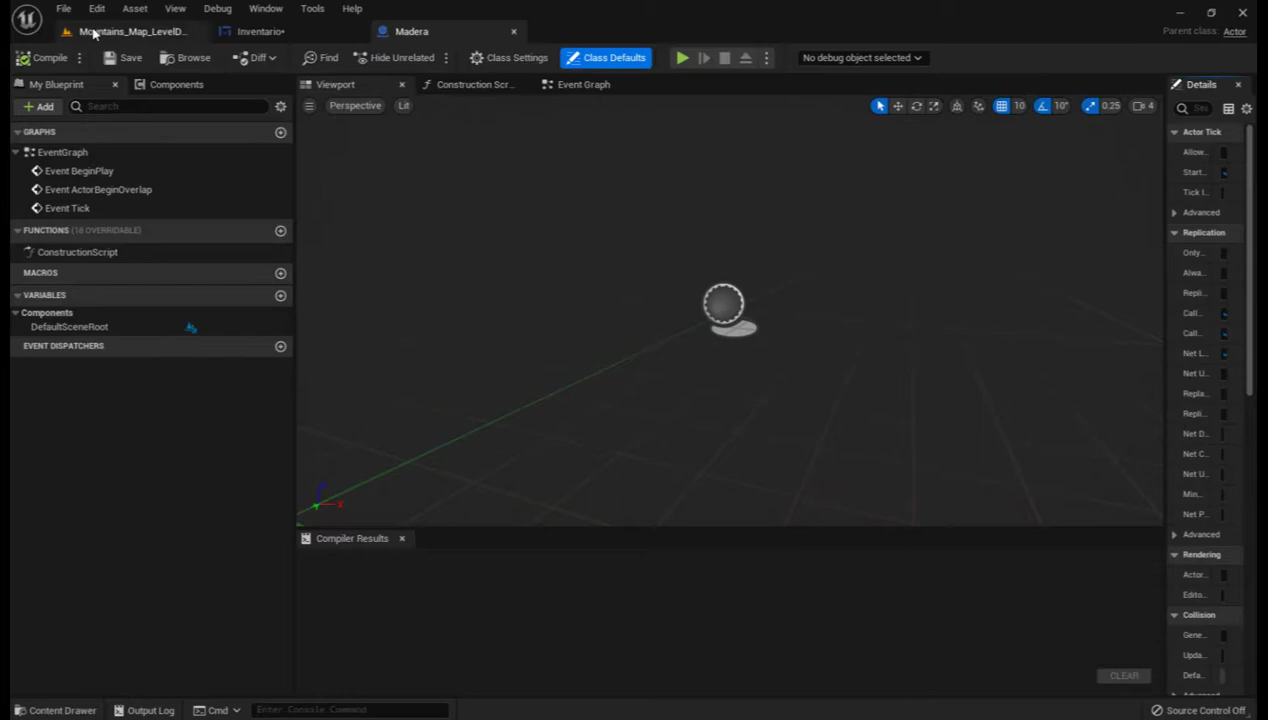 File Edit Asset View Debug Window Tools Help
Mountains_Map_LevelD... Inventario• Madera
Parent class: Actor
Compile Save Browse Diff Find Hide Unrelated Class Settings Class Defaults No debug object selected
My Blueprint Components Viewport Construction Scr... Event Graph Details
Add Search Perspective Lit 10 10° 0.25 4
GRAPHS
EventGraph
Event BeginPlay
Event ActorBeginOverlap
Event Tick
FUNCTIONS (18 OVERRIDABLE)
ConstructionScript
MACROS
VARIABLES
Components
DefaultSceneRoot
EVENT DISPATCHERS
X
Compiler Results
CLEAR
Actor Tick
Allow...
Start...
Tick I...
Advanced
Replication
Only...
Alwa...
Repli...
Call...
Call...
Net L...
Net U...
Repla...
Repli...
Net D...
Net C...
Net U...
Min...
Net P...
Advanced
Rendering
Actor...
Edito...
Collision
Gene...
Upda...
Defa...
Content Drawer Output Log Cmd Enter Console Command Source Control Off